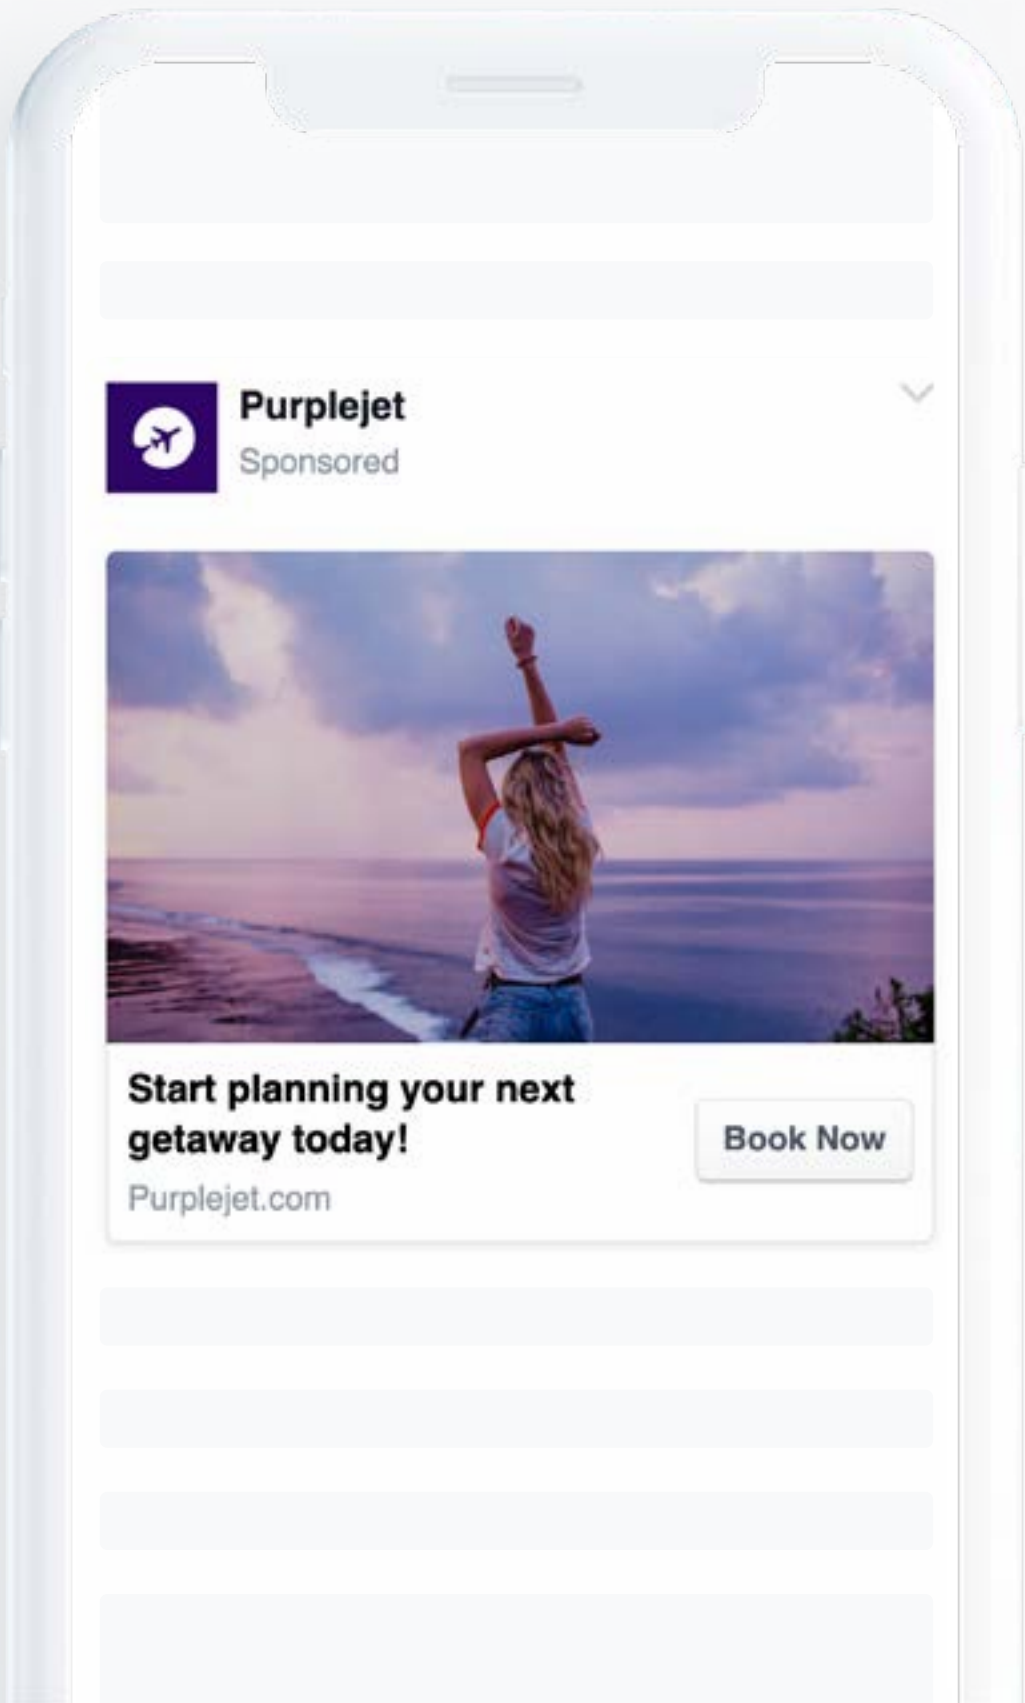 Purplejet
Sponsored
Start planning your next
getaway today!
Book Now
Purplejet.com